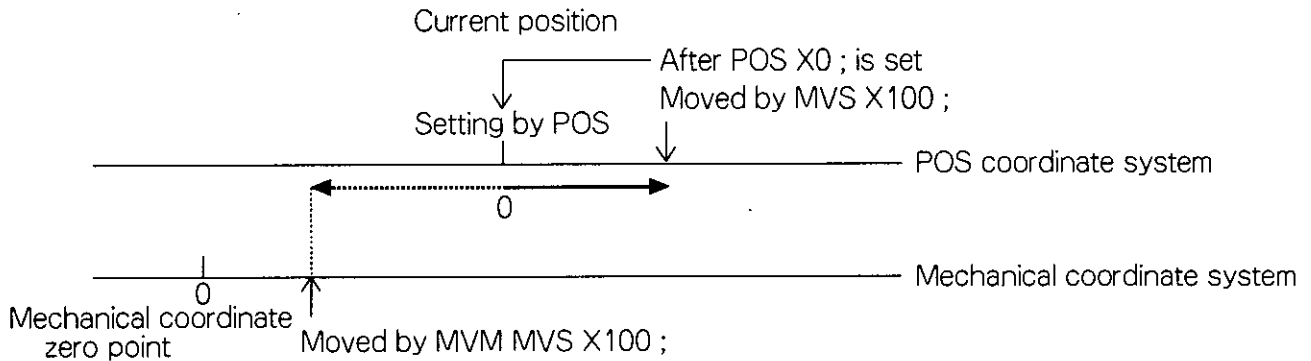 Current position
After POS X0 ; is set
Moved by MVS X100 ;
Setting by POS
POS coordinate system
0
Mechanical coordinate system
0
Mechanical coordinate
zero point
Moved by MVM MVS X100 ;